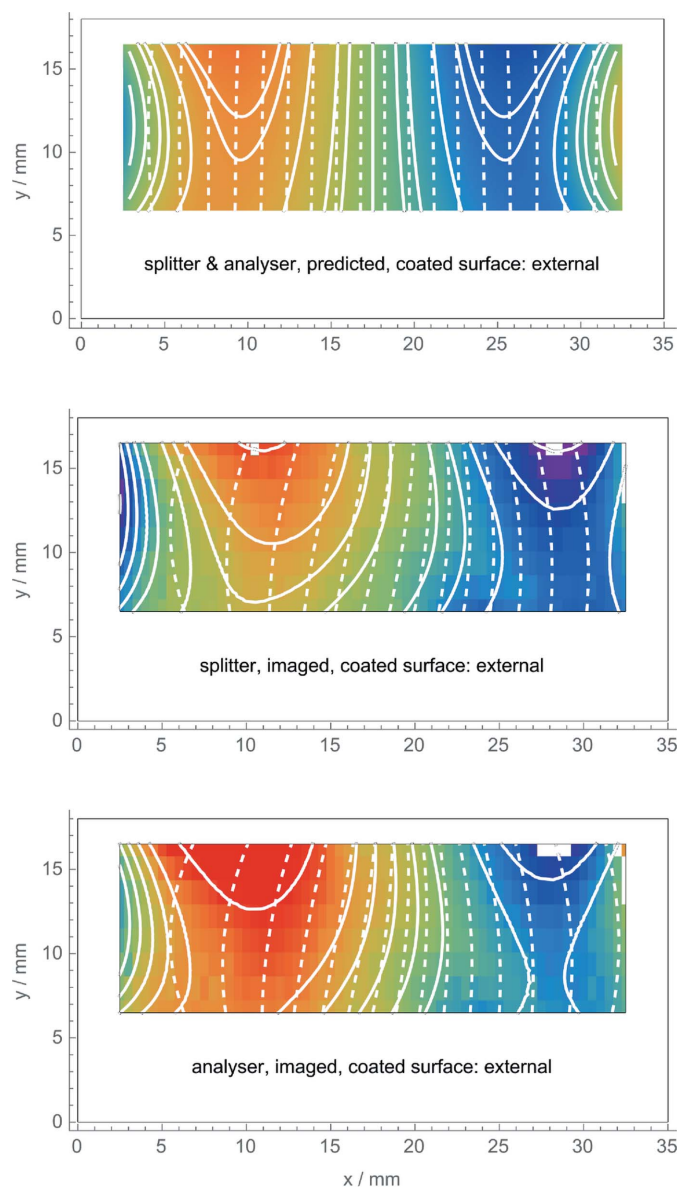 15
10
5
0
y / mm
splitter & analyser, predicted, coated surface: external
0 5 10 15 20 25 30 35
15
10
5
0
y / mm
splitter, imaged, coated surface: external
0 5 10 15 20 25 30 35
15
10
5
0
y / mm
analyser, imaged, coated surface: external
0 5 10 15 20 25 30 35
x / mm